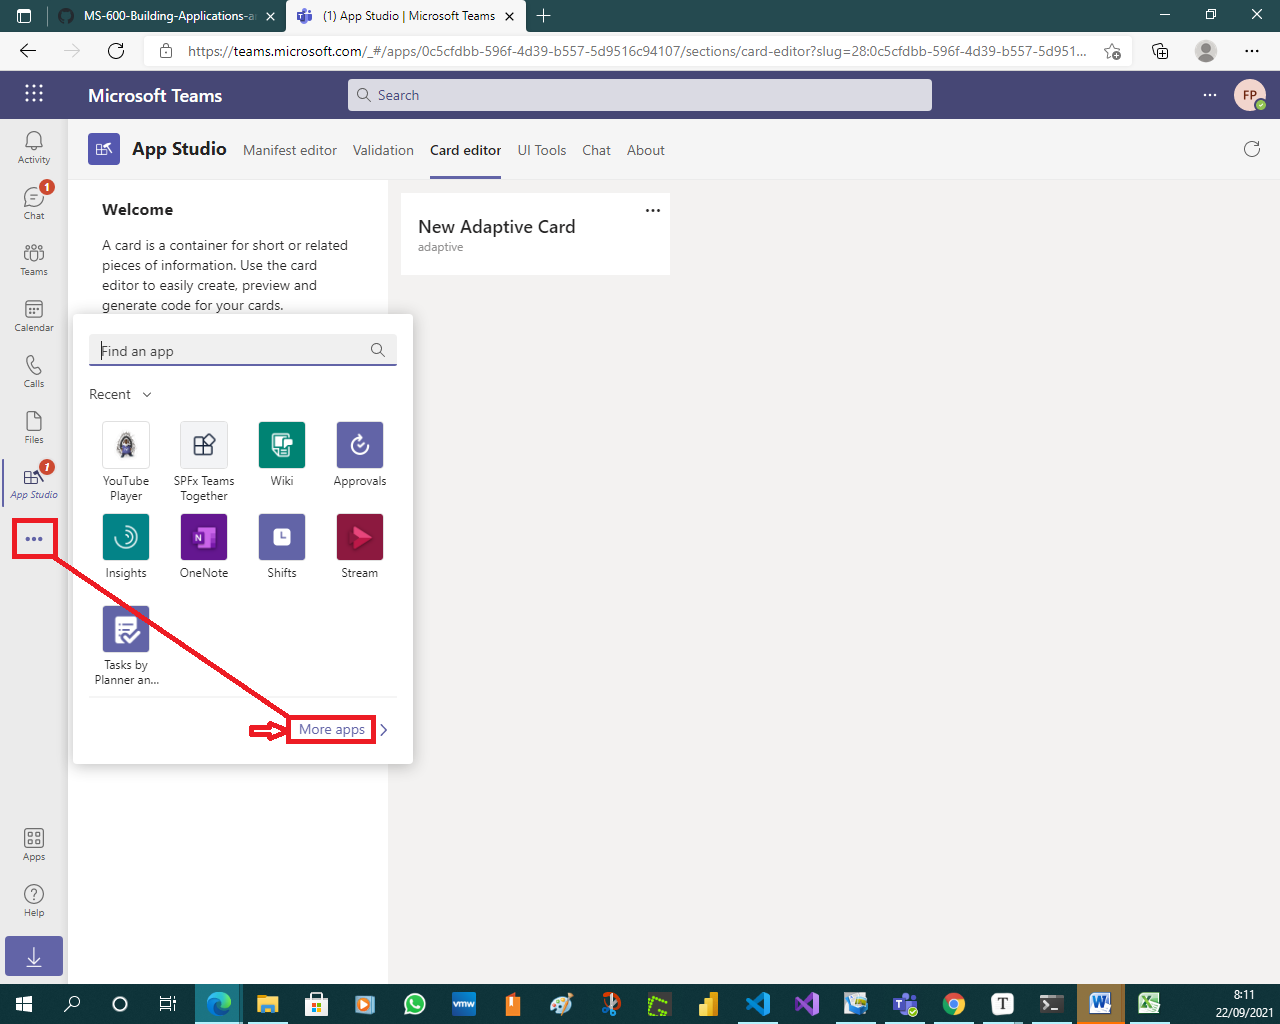 MS-600-Building-Applications-a
(1) App Studio | Microsoft Teams
https://teams.microsoft.com/_#/apps/0c5cfdbb-596f-4d39-b557-5d9516c94107/sections/card-editor?slug=28:0c5cfdbb-596f-4d39-b557-5d951...
Microsoft Teams
Search
FP
Activity
1
Chat
Teams
Calendar
Calls
Files
1
App Studio
App Studio
Manifest editor
Validation
Card editor
UI Tools
Chat
About
Welcome
A card is a container for short or related
pieces of information. Use the card
editor to easily create, preview and
generate code for your cards.
New Adaptive Card
adaptive
Find an app
Recent
YouTube
Player
SPFx Teams
Together
Wiki
Approvals
Insights
N
OneNote
Shifts
Stream
Tasks by
Planner an...
More apps
Apps
Help
vmw
T
W
X
8:11
22/09/2021